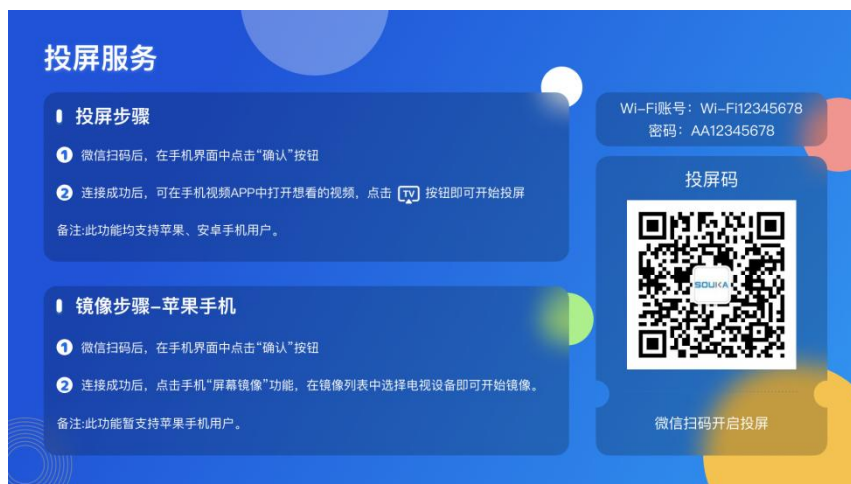 投屏服务
投屏步骤
1 微信扫码后，在手机界面中点击“确认”按钮
2 连接成功后，可在手机视频APP中打开想看的视频，点击 TV 按钮即可开始投屏
备注:此功能均支持苹果、安卓手机用户。
镜像步骤-苹果手机
1 微信扫码后，在手机界面中点击“确认”按钮
2 连接成功后，点击手机“屏幕镜像”功能，在镜像列表中选择电视设备即可开始镜像。
备注:此功能暂支持苹果手机用户。
Wi-Fi账号：Wi-Fi12345678
密码：AA12345678
投屏码
SOUKA
微信扫码开启投屏